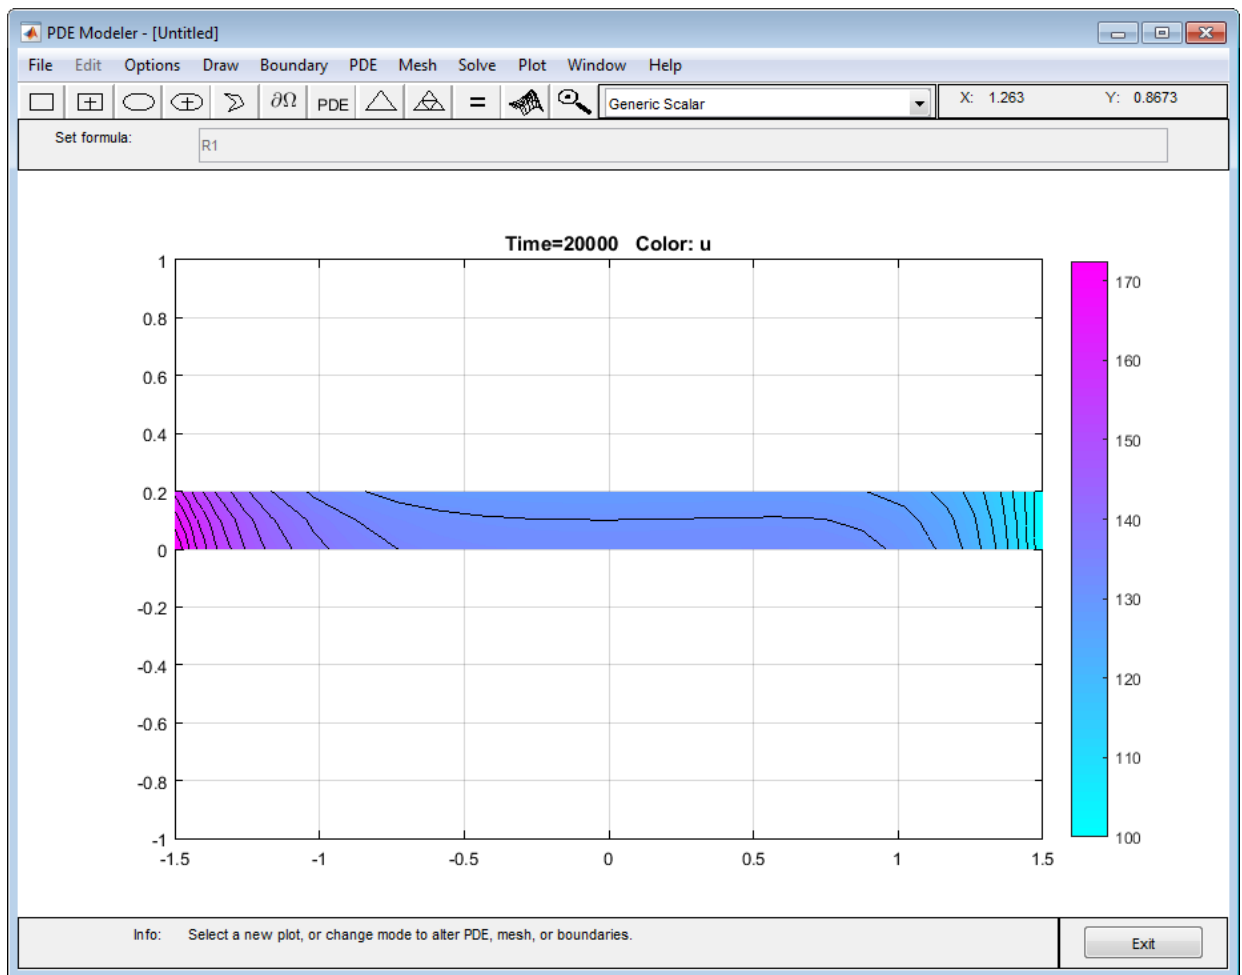 PDE Modeler - [Untitled]
File Edit Options Draw Boundary PDE Mesh Solve Plot Window Help
∂Ω PDE = Generic Scalar X: 1.263 Y: 0.8673
Set formula: R1
Time=20000 Color: u
1
0.8
0.6
0.4
0.2
0
-0.2
-0.4
-0.6
-0.8
-1
-1.5 -1 -0.5 0 0.5 1 1.5
170
160
150
140
130
120
110
100
Info: Select a new plot, or change mode to alter PDE, mesh, or boundaries.
Exit